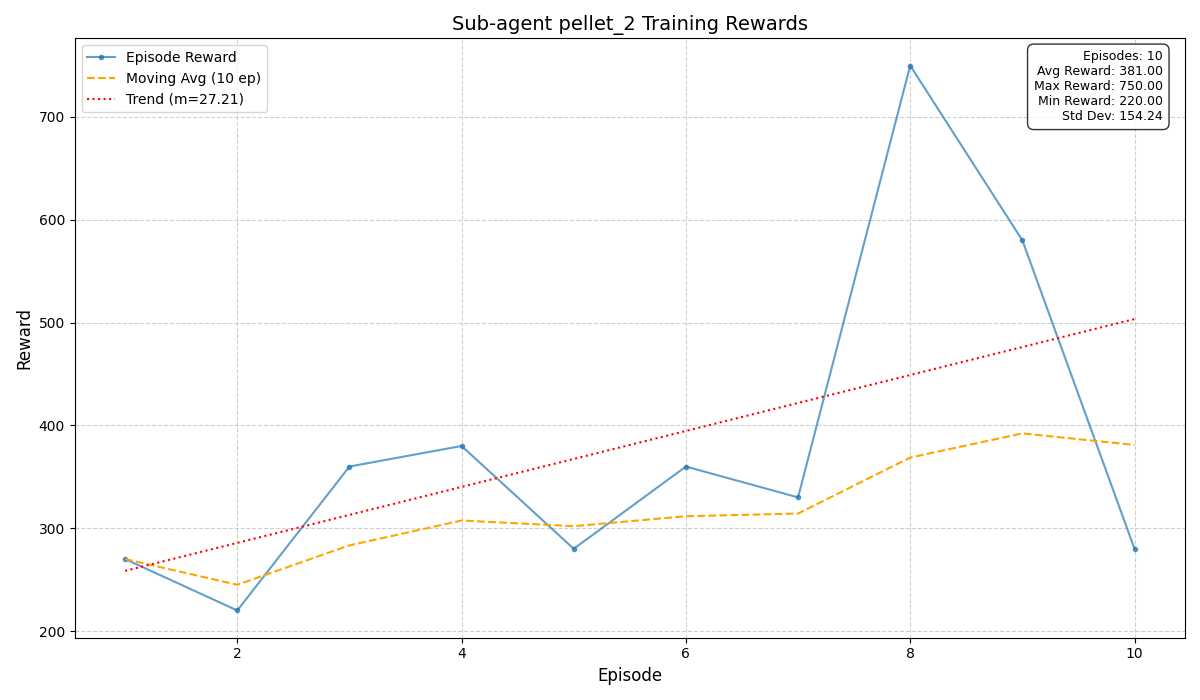 Sub-agent pellet_2 Training Rewards
Episode Reward
Moving Avg (10 ep)
Trend (m=27.21)
Episodes: 10
Avg Reward: 381.00
Max Reward: 750.00
Min Reward: 220.00
Std Dev: 154.24
Reward
700
600
500
400
300
200
2 4 6 8 10
Episode